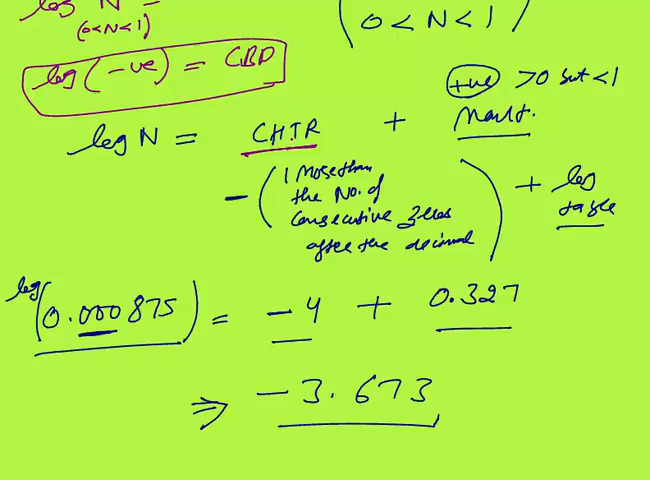 log N =
(0<N<1)
(0<N<1)
log (-ve) = CBD
+ve >0 but <1
log N = CHTR + Mant.
- (1 More than the No. of consecutive zeros after the decimal) + log table
log (0.000875) = -4 + 0.327
⇒ -3.673